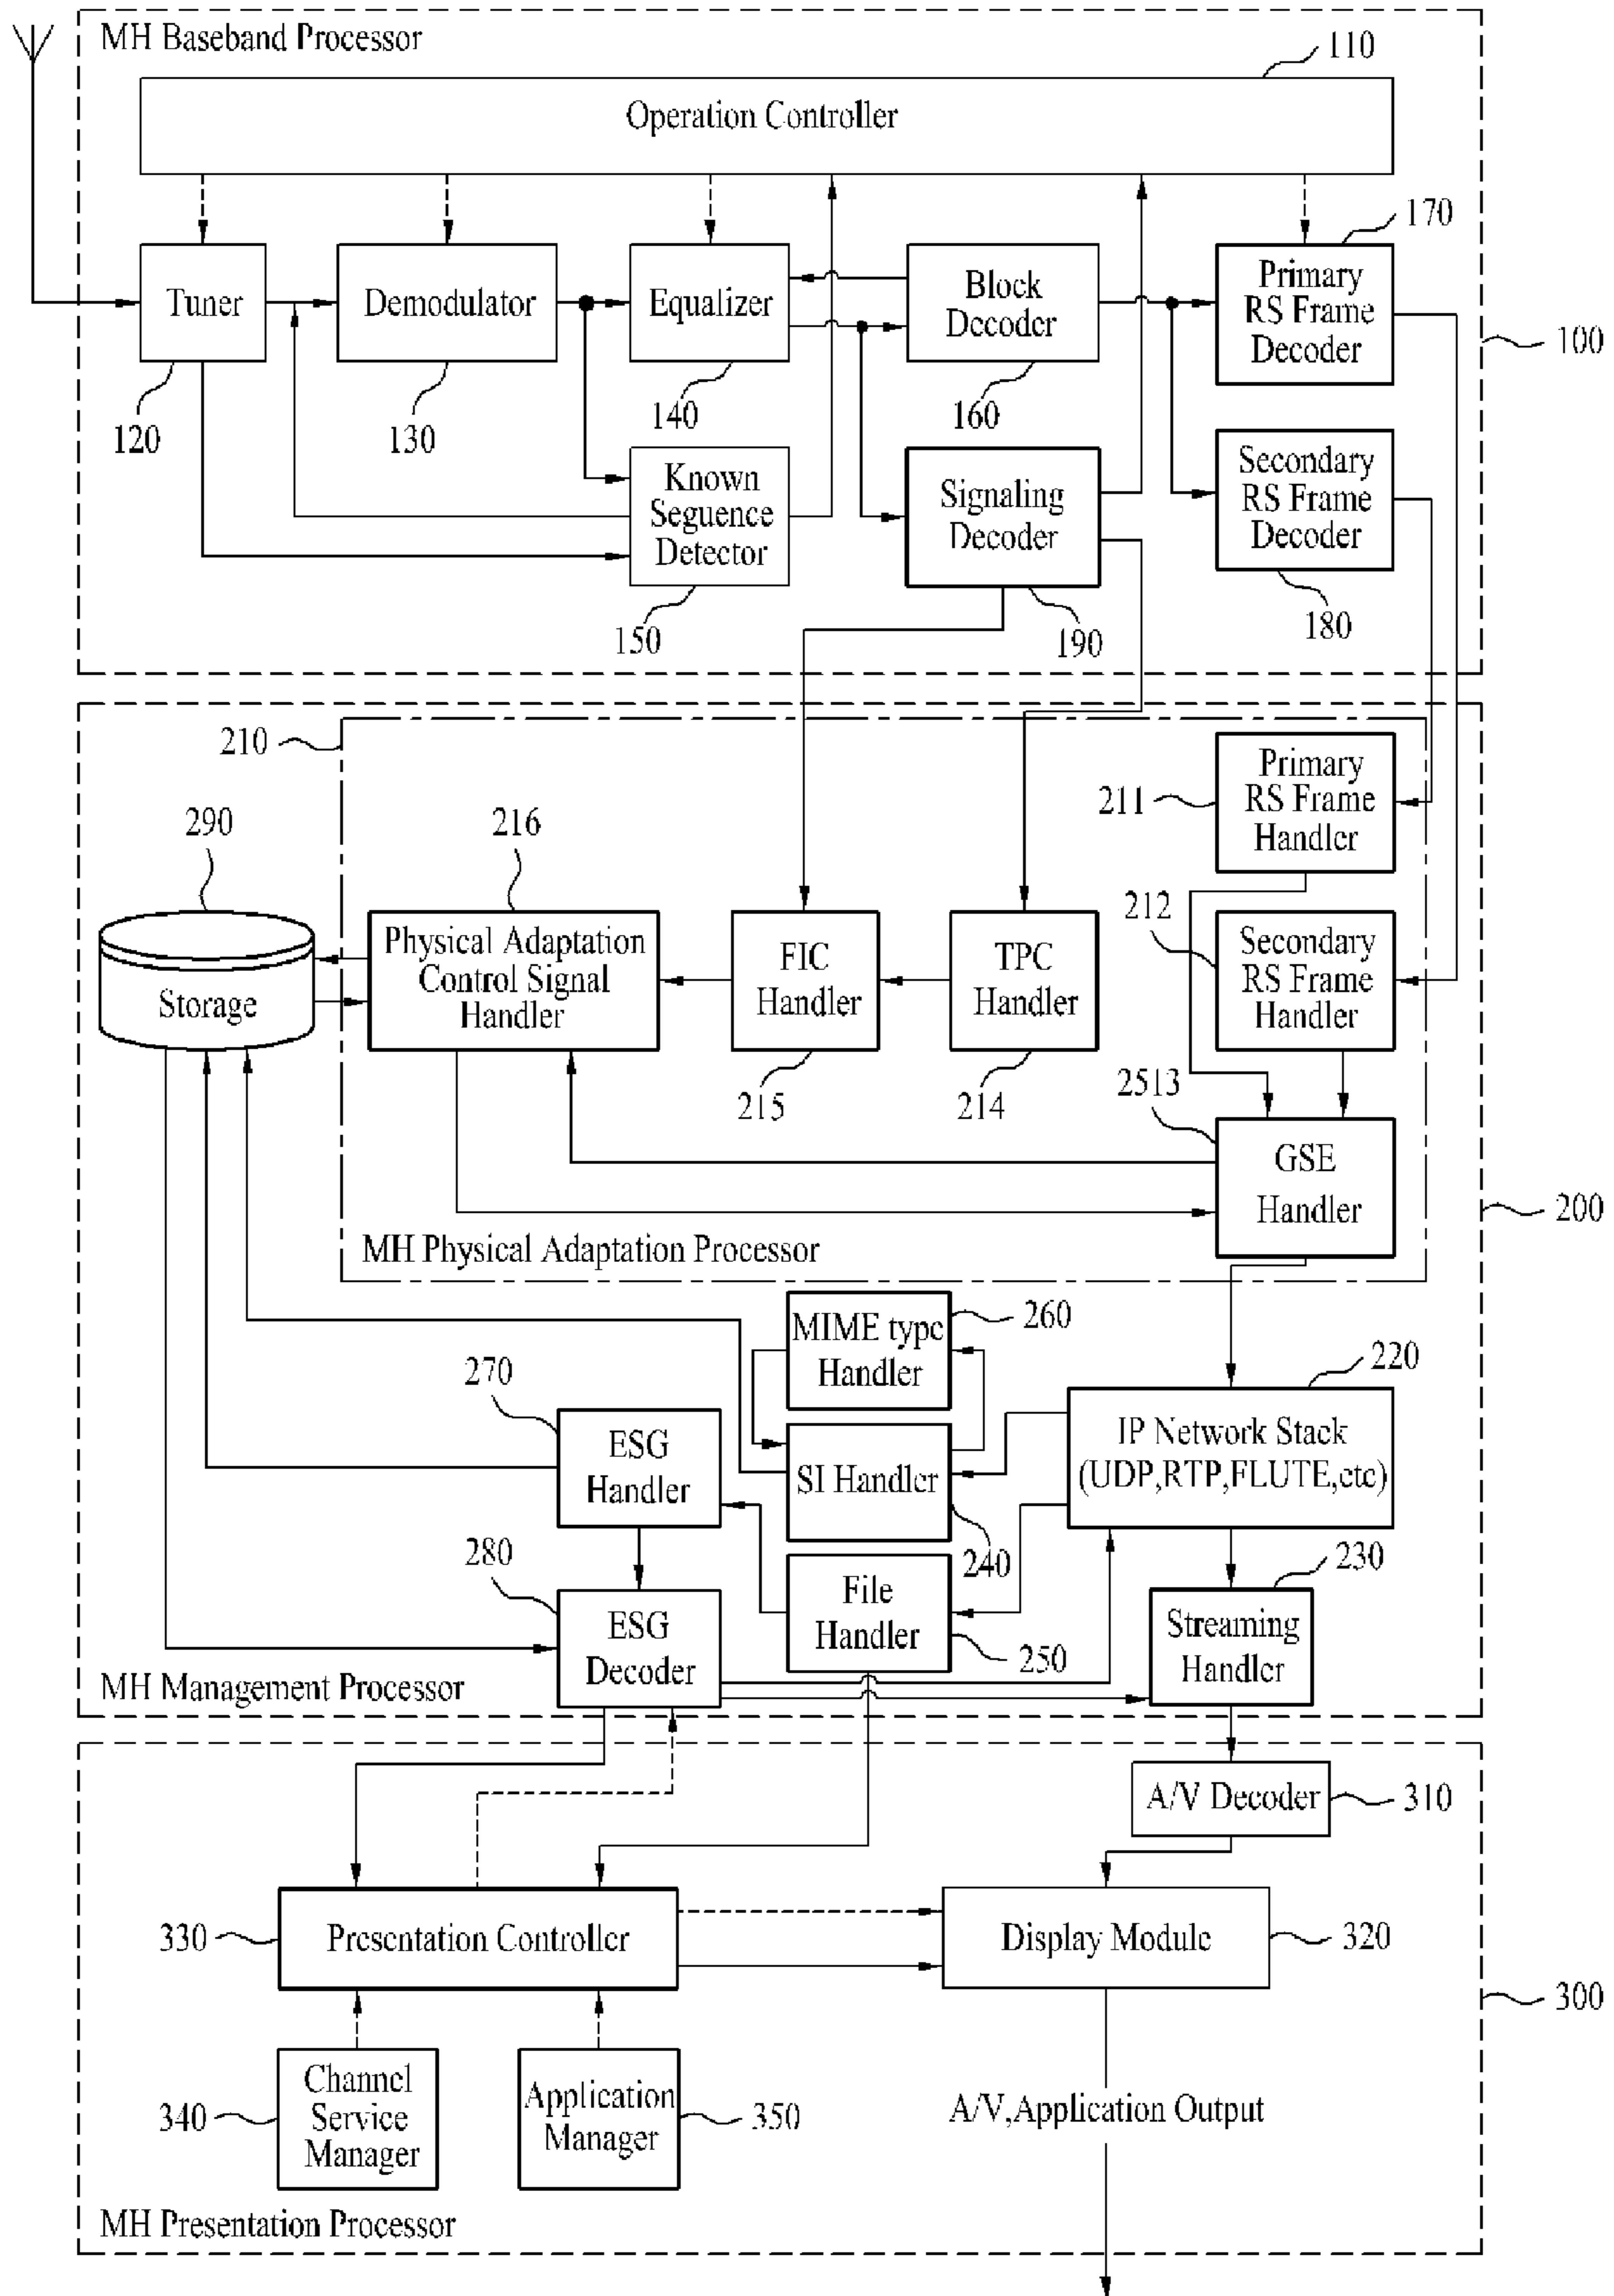 MH Baseband Processor
110
Operation Controller
170
Tuner
Demodulator
Equalizer
Block
Decoder
Primary
RS Frame
Decoder
100
120
130
140
160
Known
Seguence
Detector
Signaling
Decoder
Secondary
RS Frame
Decoder
150
190
180
210
Primary
RS Frame
Handler
211
290
216
212
Storage
Physical Adaptation
Control Signal
Handler
FIC
Handler
TPC
Handler
Secondary
RS Frame
Handler
215
214
2513
GSE
Handler
200
MH Physical Adaptation Processor
MIME type
Handler
260
220
270
ESG
Handler
SI Handler
IP Network Stack
(UDP,RTP,FLUTE,etc)
240
280
230
ESG
Decoder
File
Handler
250
Streaming
Handler
MH Management Processor
A/V Decoder
310
330
Presentation Controller
Display Module
320
300
340
Channel
Service
Manager
Application
Manager
350
A/V,Application Output
MH Presentation Processor